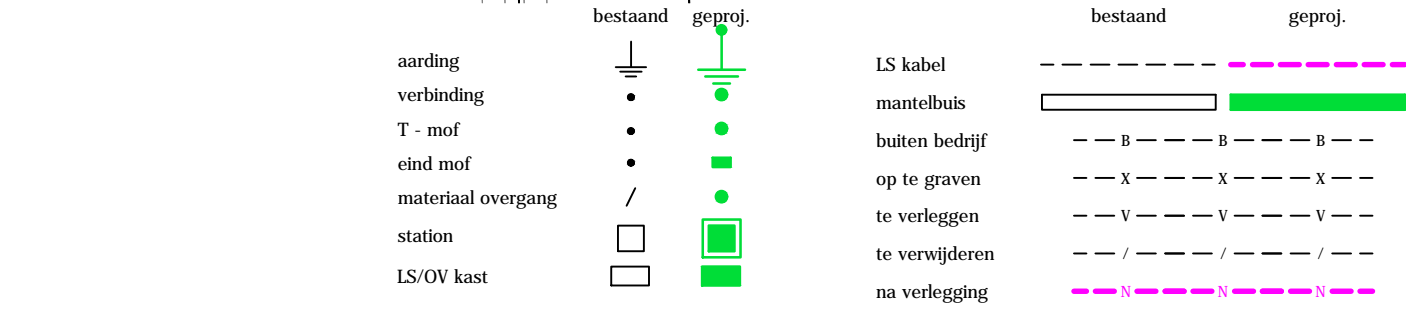 bestaand geproj.
aarding
verbinding
T - mof
eind mof
materiaal overgang
station
LS/OV kast
bestaand geproj.
LS kabel
mantelbuis
buiten bedrijf B B B
op te graven X X X
te verleggen V V V
te verwijderen / / /
na verlegging N N N